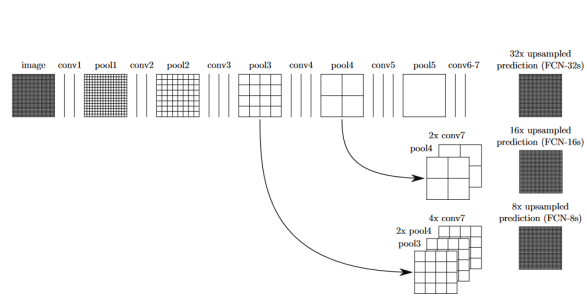 32x upsampled
image conv1 pool1 conv2 pool2 conv3 pool3 conv4 pool4 conv5 pool5 conv6-7 prediction (FCN-32s)
16x upsampled
2x conv7 prediction (FCN-16s)
pool4
8x upsampled
4x conv7 prediction (FCN-8s)
2x pool4
pool3